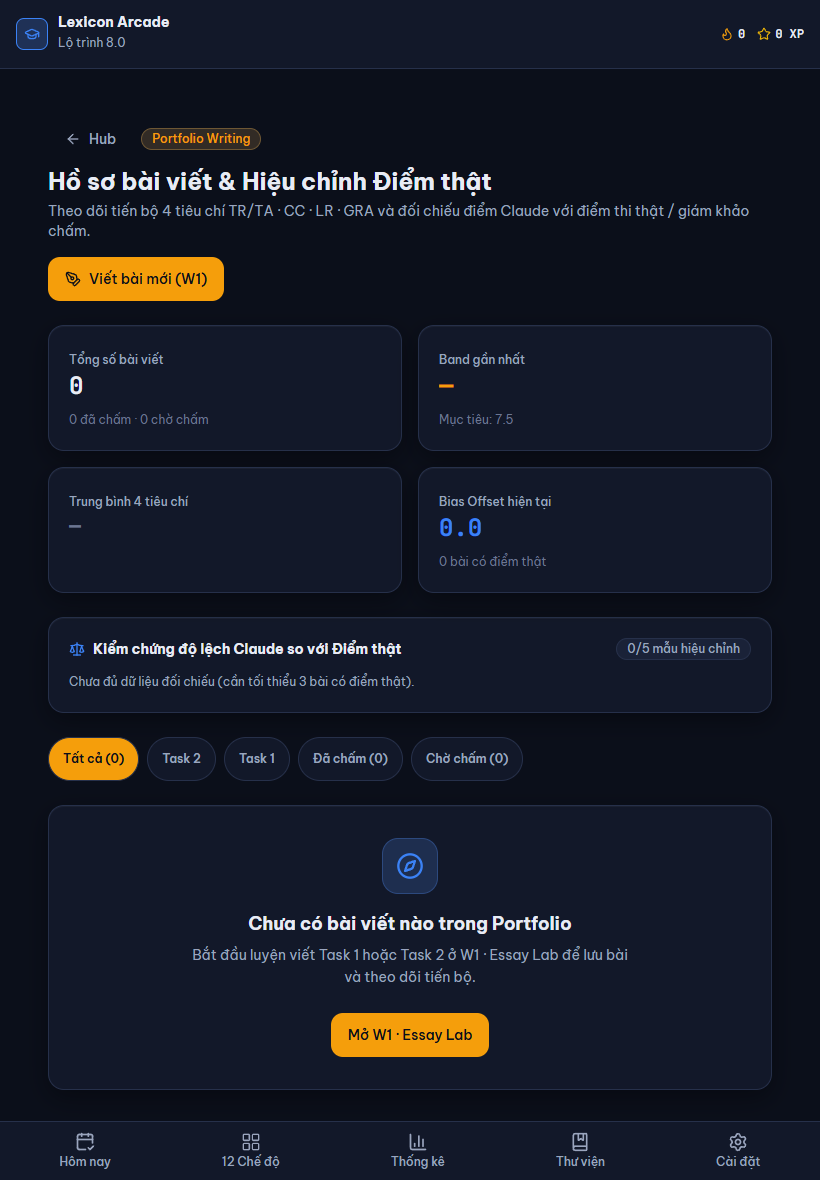 Lexicon Arcade
Lộ trình 8.0
0 0 XP
Hub Portfolio Writing
Hồ sơ bài viết & Hiệu chỉnh Điểm thật
Theo dõi tiến bộ 4 tiêu chí TR/TA · CC · LR · GRA và đối chiếu điểm Claude với điểm thi thật / giám khảo
chấm.
Viết bài mới (W1)
Tổng số bài viết
0
0 đã chấm · 0 chờ chấm
Band gần nhất
—
Mục tiêu: 7.5
Trung bình 4 tiêu chí
—
Bias Offset hiện tại
0.0
0 bài có điểm thật
Kiểm chứng độ lệch Claude so với Điểm thật
0/5 mẫu hiệu chỉnh
Chưa đủ dữ liệu đối chiếu (cần tối thiểu 3 bài có điểm thật).
Tất cả (0) Task 2 Task 1 Đã chấm (0) Chờ chấm (0)
Chưa có bài viết nào trong Portfolio
Bắt đầu luyện viết Task 1 hoặc Task 2 ở W1 · Essay Lab để lưu bài
và theo dõi tiến bộ.
Mở W1 · Essay Lab
Hôm nay 12 Chế độ Thống kê Thư viện Cài đặt